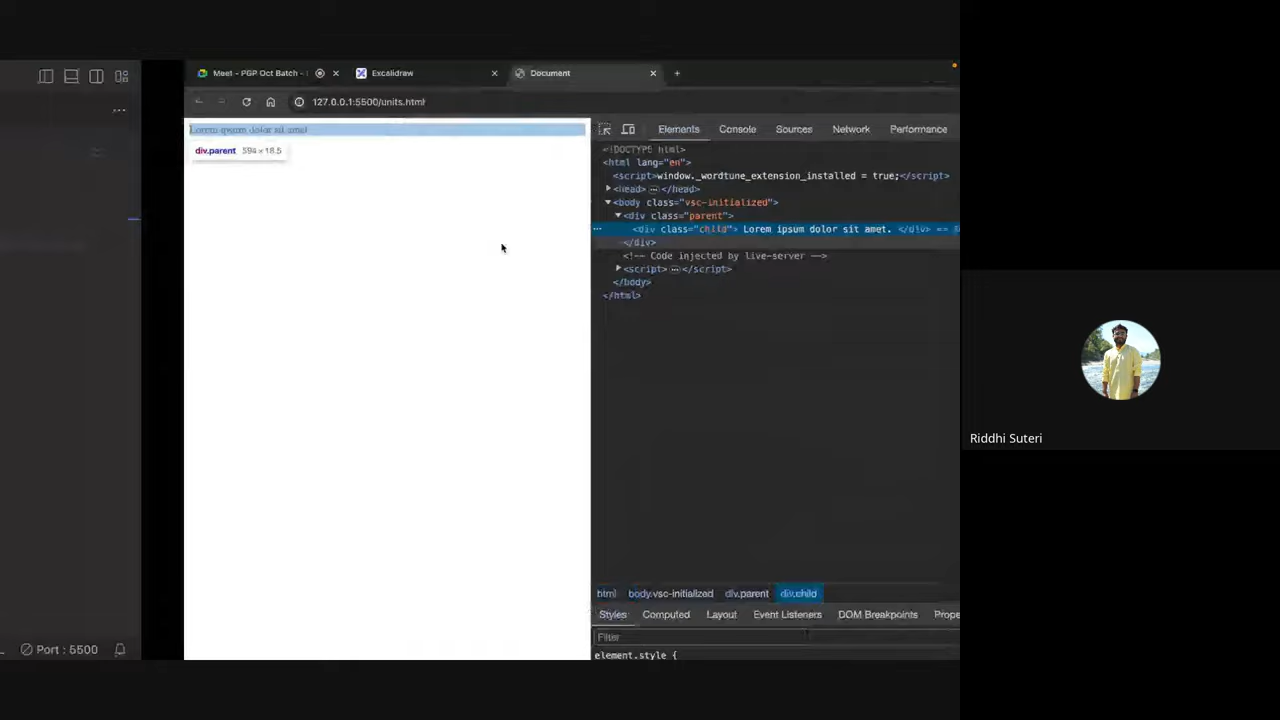 Meet - PGP Oct Batch -
Excalidraw
Document
127.0.0.1:5500/units.html
Lorem ipsum dolor sit amet.
div.parent 594 × 18.5
Elements Console Sources Network Performance
<!DOCTYPE html>
<html lang="en">
<script>window._wordtune_extension_installed = true;</script>
<head> … </head>
<body class="vsc-initialized">
<div class="parent">
<div class="child"> Lorem ipsum dolor sit amet. </div> ==
</div>
<!-- Code injected by live-server -->
<script> … </script>
</body>
</html>
html body.vsc-initialized div.parent div.child
Styles Computed Layout Event Listeners DOM Breakpoints Prope
Filter
element.style {
Port : 5500
Riddhi Suteri